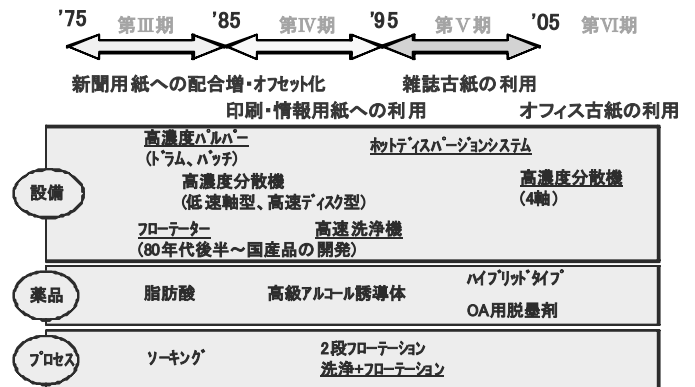 '75 第Ⅲ期 '85 第Ⅳ期 '95 第Ⅴ期 '05 第Ⅵ期
新聞用紙への配合増・オフセット化 雑誌古紙の利用
印刷・情報用紙への利用 オフィス古紙の利用
設備
高濃度パルパー
(ドラム、バッチ)
ホットディスパージョンシステム
高濃度分散機
(低速軸型、高速ディスク型)
高濃度分散機
(4軸)
フローテーター
(80年代後半～国産品の開発)
高速洗浄機
薬品
脂肪酸
高級アルコール誘導体
ハイブリッドタイプ
OA用脱墨剤
プロセス
ソーキング
2段フローテーション
洗浄+フローテーション